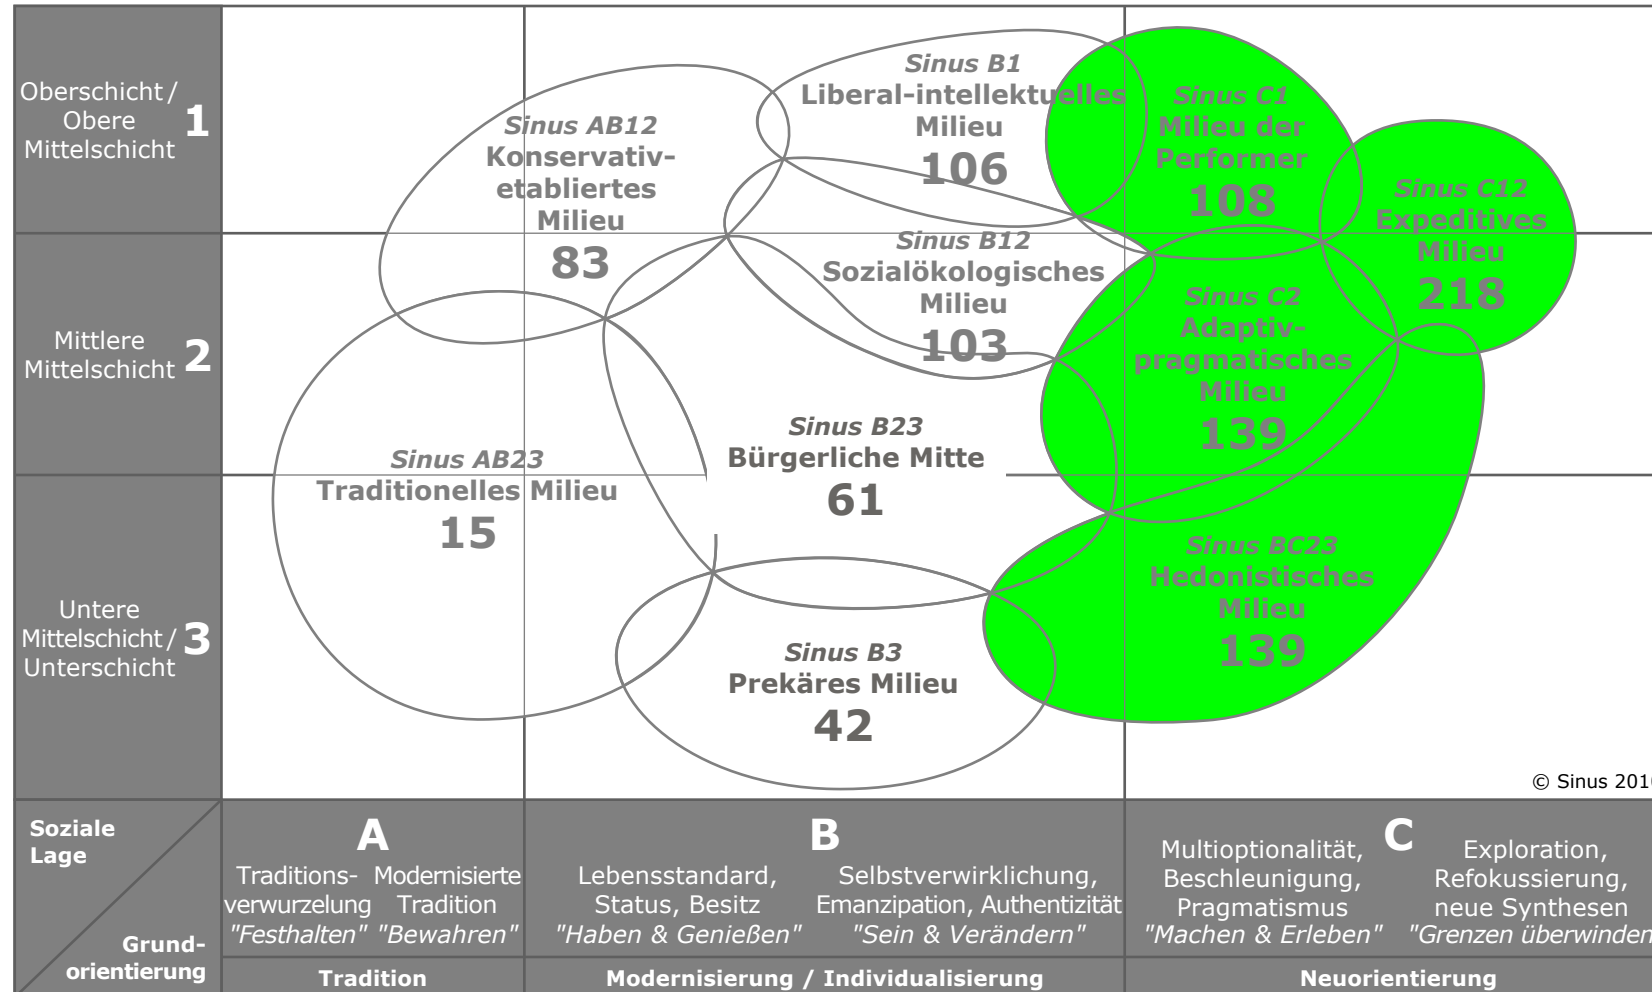 Oberschicht /
Obere
Mittelschicht
1
Mittlere
Mittelschicht
2
Untere
Mittelschicht /
Unterschicht
3
Sinus AB12
Konservativ-
etabliertes
Milieu
83
Sinus B1
Liberal-intellektuelles
Milieu
106
Sinus C1
Milieu der
Performer
108
Sinus C12
Expeditives
Milieu
218
Sinus B12
Sozialökologisches
Milieu
103
Sinus C2
Adaptiv-
pragmatisches
Milieu
139
Sinus AB23
Traditionelles Milieu
15
Sinus B23
Bürgerliche Mitte
61
Sinus BC23
Hedonistisches
Milieu
139
Sinus B3
Prekäres Milieu
42
© Sinus 201
Soziale
Lage
Grund-
orientierung
A
Traditions-
verwurzelung
"Festhalten"
Modernisierte
Tradition
"Bewahren"
B
Lebensstandard,
Status, Besitz
"Haben & Genießen"
Selbstverwirklichung,
Emanzipation, Authentizität
"Sein & Verändern"
C
Multioptionalität,
Beschleunigung,
Pragmatismus
"Machen & Erleben"
Exploration,
Refokussierung,
neue Synthesen
"Grenzen überwinden
Tradition
Modernisierung / Individualisierung
Neuorientierung